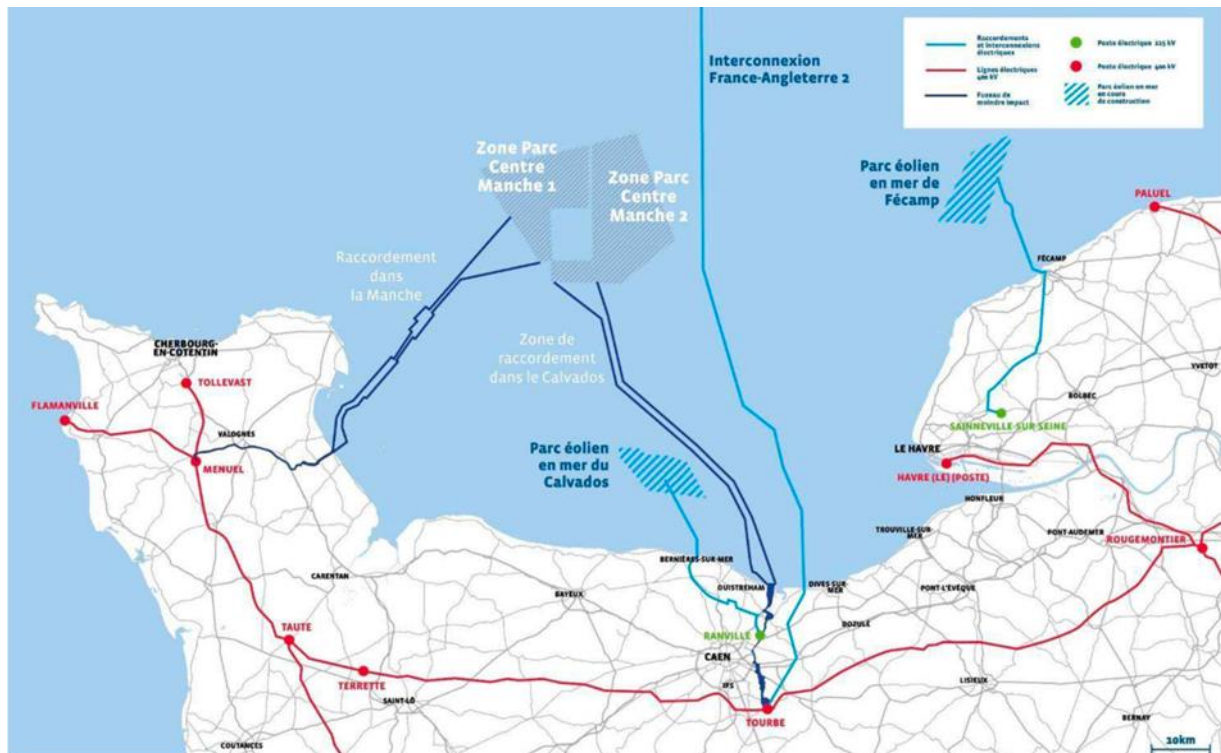 Interconnexion
France-Angleterre 2
Raccordements
et interconnexions
électriques
Lignes électriques
400 kV
Fuseau de
moindre impact
Poste électrique 225 kV
Poste électrique 400 kV
Parc éolien en mer
en cours
de construction
Zone Parc
Centre
Manche 1
Zone Parc
Centre
Manche 2
Parc éolien
en mer de
Fécamp
PALUEL
Raccordement
dans
la Manche
FÉCAMP
Zone de
raccordement
dans le Calvados
CHERBOURG-
EN-COTENTIN
TOLLEVAST
FLAMANVILLE
VALOGNES
MENUEL
YVETOT
BOLBEC
SAINNEVILLE-SUR-SEINE
LE HAVRE
HAVRE (LE) (POSTE)
HONFLEUR
Parc éolien
en mer du
Calvados
TROUVILLE-SUR-
MER
PONT-AUDEMER
ROUGEMONTIER
BERNIÈRES-SUR-MER
OUISTREHAM
DIVES-SUR-
MER
PONT-L'ÉVÊQUE
CARENTAN
BAYEUX
DOZULÉ
RANVILLE
TAUTE
CAEN
TERRETTE
IFS
LISIEUX
SAINT-LÔ
TOURBE
BERNAY
COUTANCES
10km